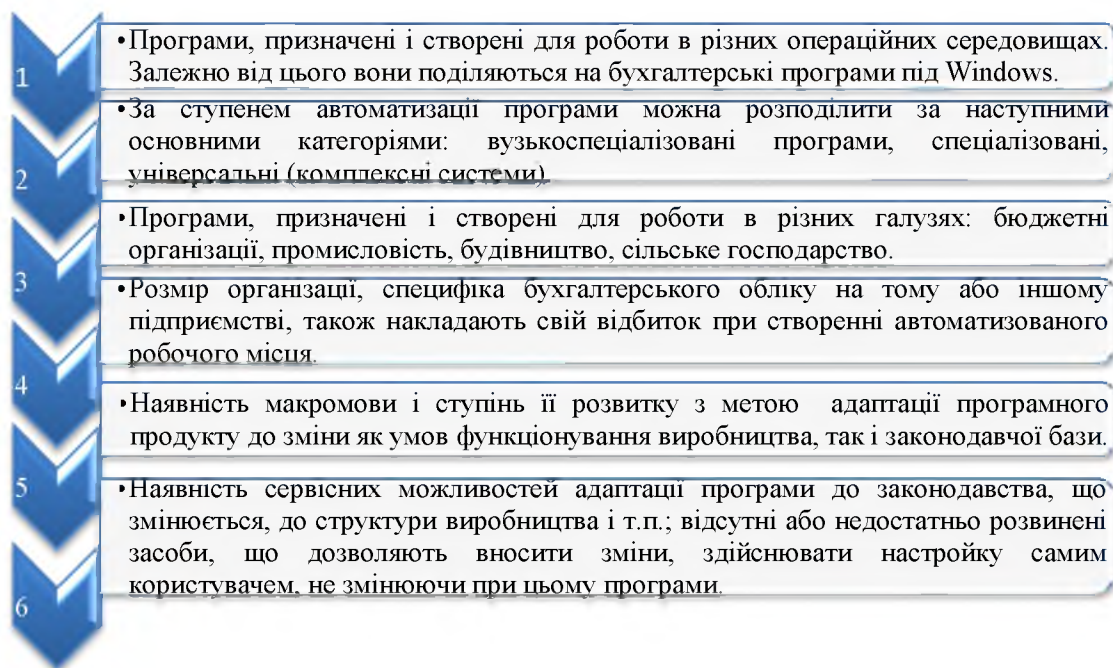 1
•Програми, призначені і створені для роботи в різних операційних середовищах.
Залежно від цього вони поділяються на бухгалтерські програми під Windows.
2
•За ступенем автоматизації програми можна розподілити за наступними
основними категоріями: вузькоспеціалізовані програми, спеціалізовані,
універсальні (комплексні системи).
3
•Програми, призначені і створені для роботи в різних галузях: бюджетні
організації, промисловість, будівництво, сільське господарство.
4
•Розмір організації, специфіка бухгалтерського обліку на тому або іншому
підприємстві, також накладають свій відбиток при створенні автоматизованого
робочого місця.
5
•Наявність макромови і ступінь її розвитку з метою адаптації програмного
продукту до зміни як умов функціонування виробництва, так і законодавчої бази.
6
•Наявність сервісних можливостей адаптації програми до законодавства, що
змінюється, до структури виробництва і т.п.; відсутні або недостатньо розвинені
засоби, що дозволяють вносити зміни, здійснювати настройку самим
користувачем, не змінюючи при цьому програми.